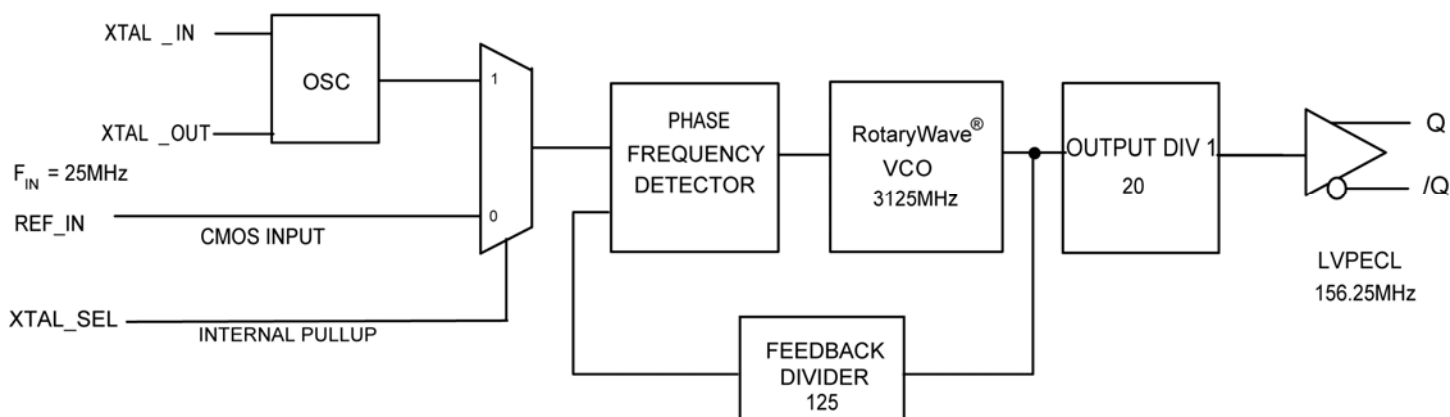 XTAL _IN
OSC
XTAL _OUT
F_IN = 25MHz
REF_IN
CMOS INPUT
XTAL_SEL
INTERNAL PULLUP
1
0
PHASE
FREQUENCY
DETECTOR
RotaryWave®
VCO
3125MHz
OUTPUT DIV 1
20
Q
/Q
LVPECL
156.25MHz
FEEDBACK
DIVIDER
125